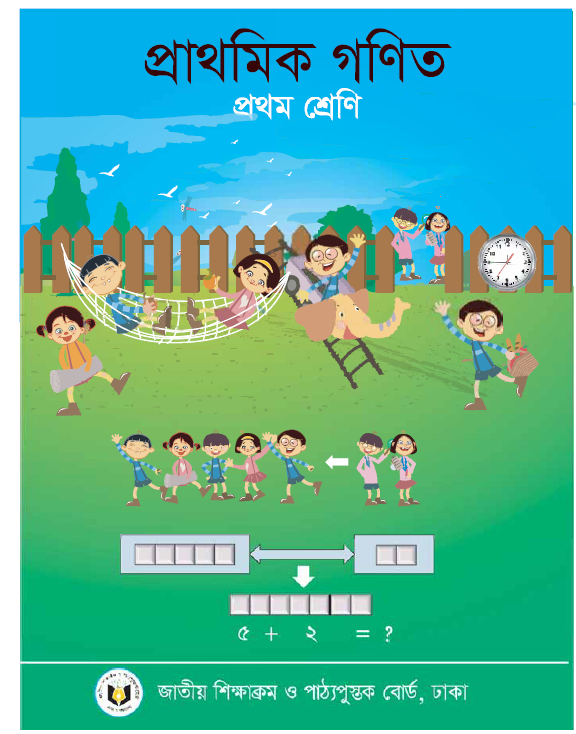 প্রাথমিক গণিত
প্রথম শ্রেণি
৫ + ২ = ?
জাতীয় শিক্ষাক্রম ও পাঠ্যপুস্তক বোর্ড, ঢাকা